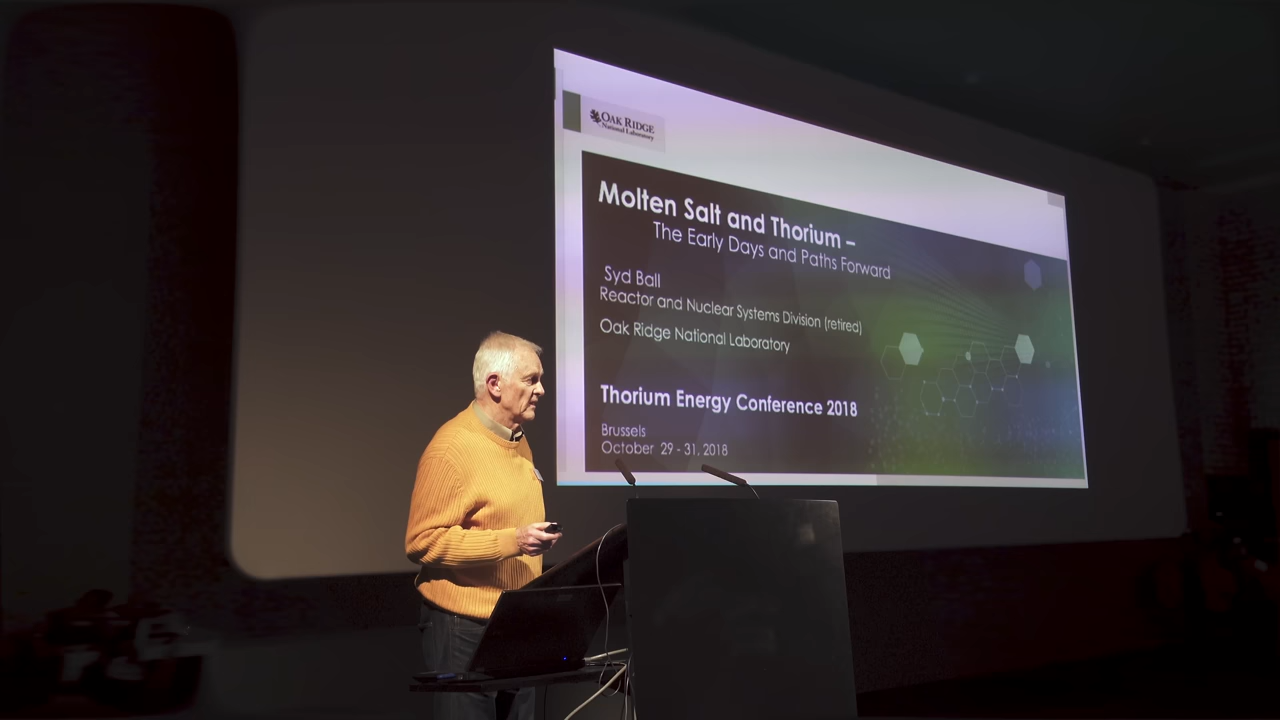 OAK RIDGE
National Laboratory
Molten Salt and Thorium –
The Early Days and Paths Forward
Syd Ball
Reactor and Nuclear Systems Division (retired)
Oak Ridge National Laboratory
Thorium Energy Conference 2018
Brussels
October 29 - 31, 2018